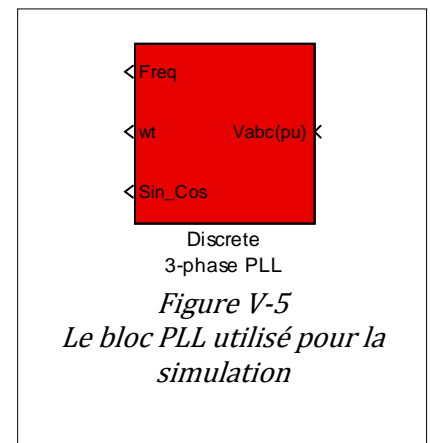 Freq
wt Vabc(pu)
Sin_Cos
Discrete
3-phase PLL
Figure V-5
Le bloc PLL utilisé pour la
simulation